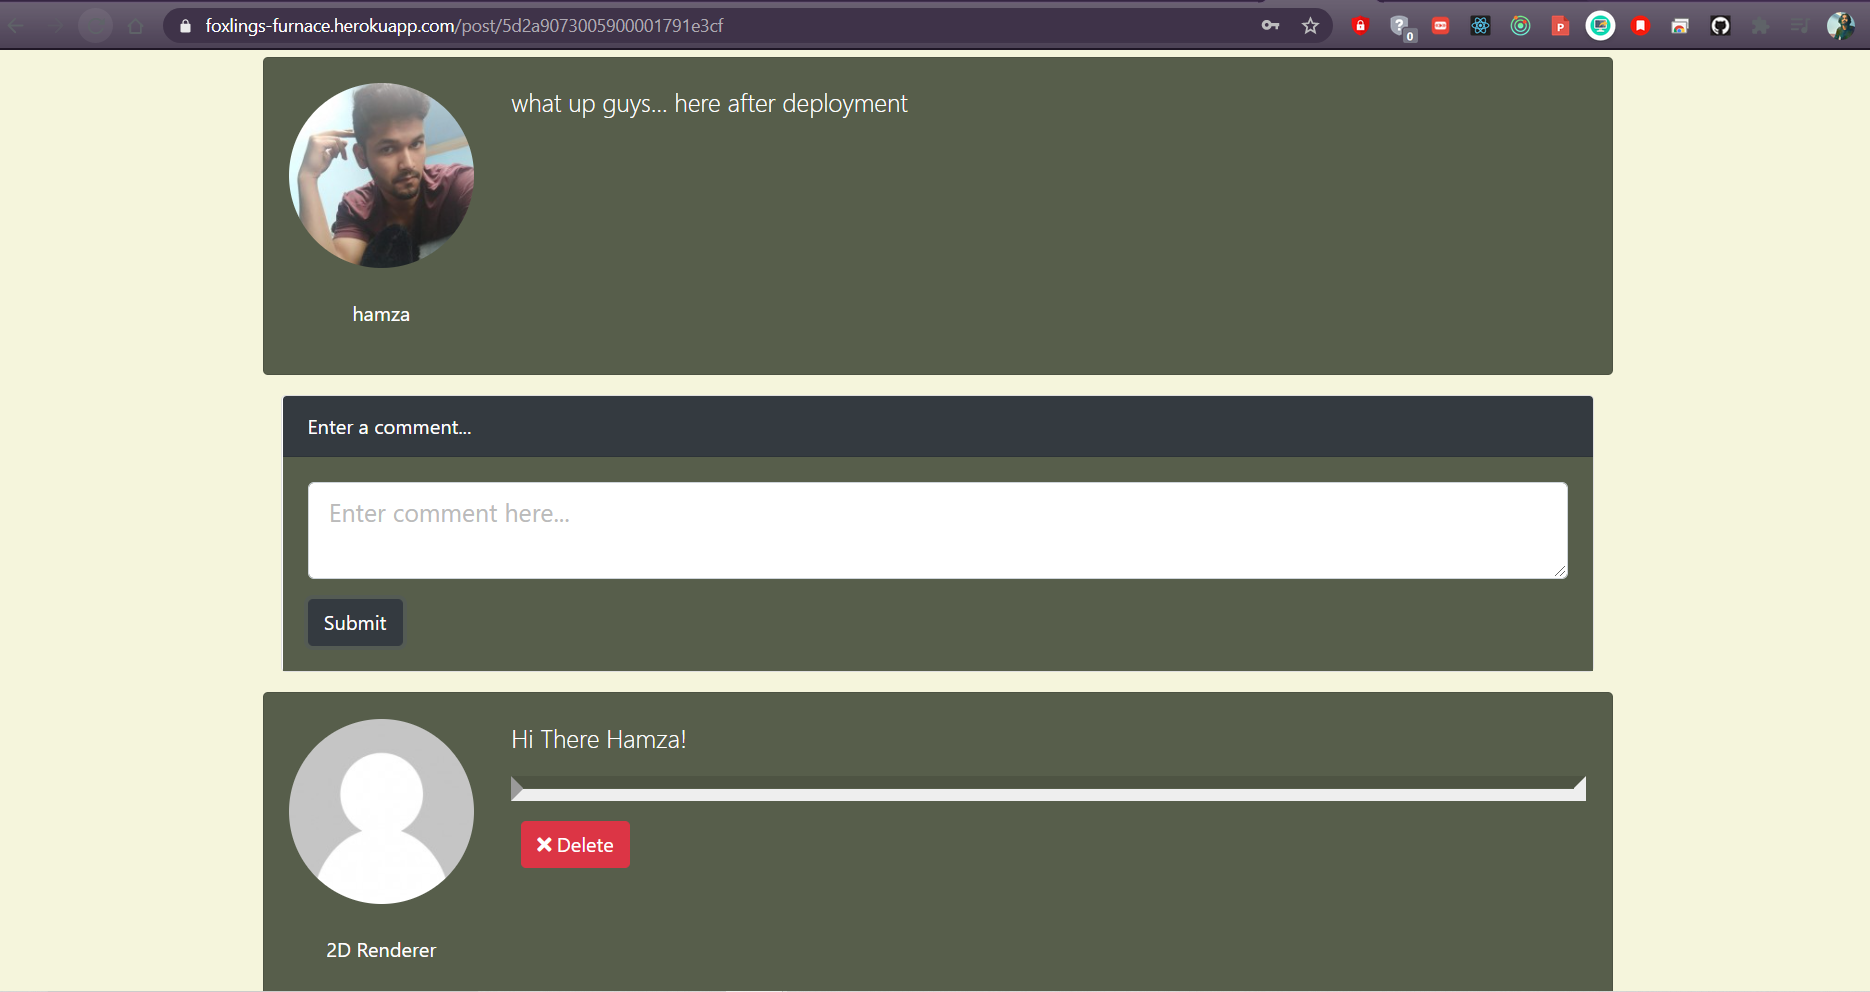 foxlings-furnace.herokuapp.com/post/5d2a9073005900001791e3cf
what up guys... here after deployment
hamza
Enter a comment...
Enter comment here...
Submit
Hi There Hamza!
Delete
2D Renderer